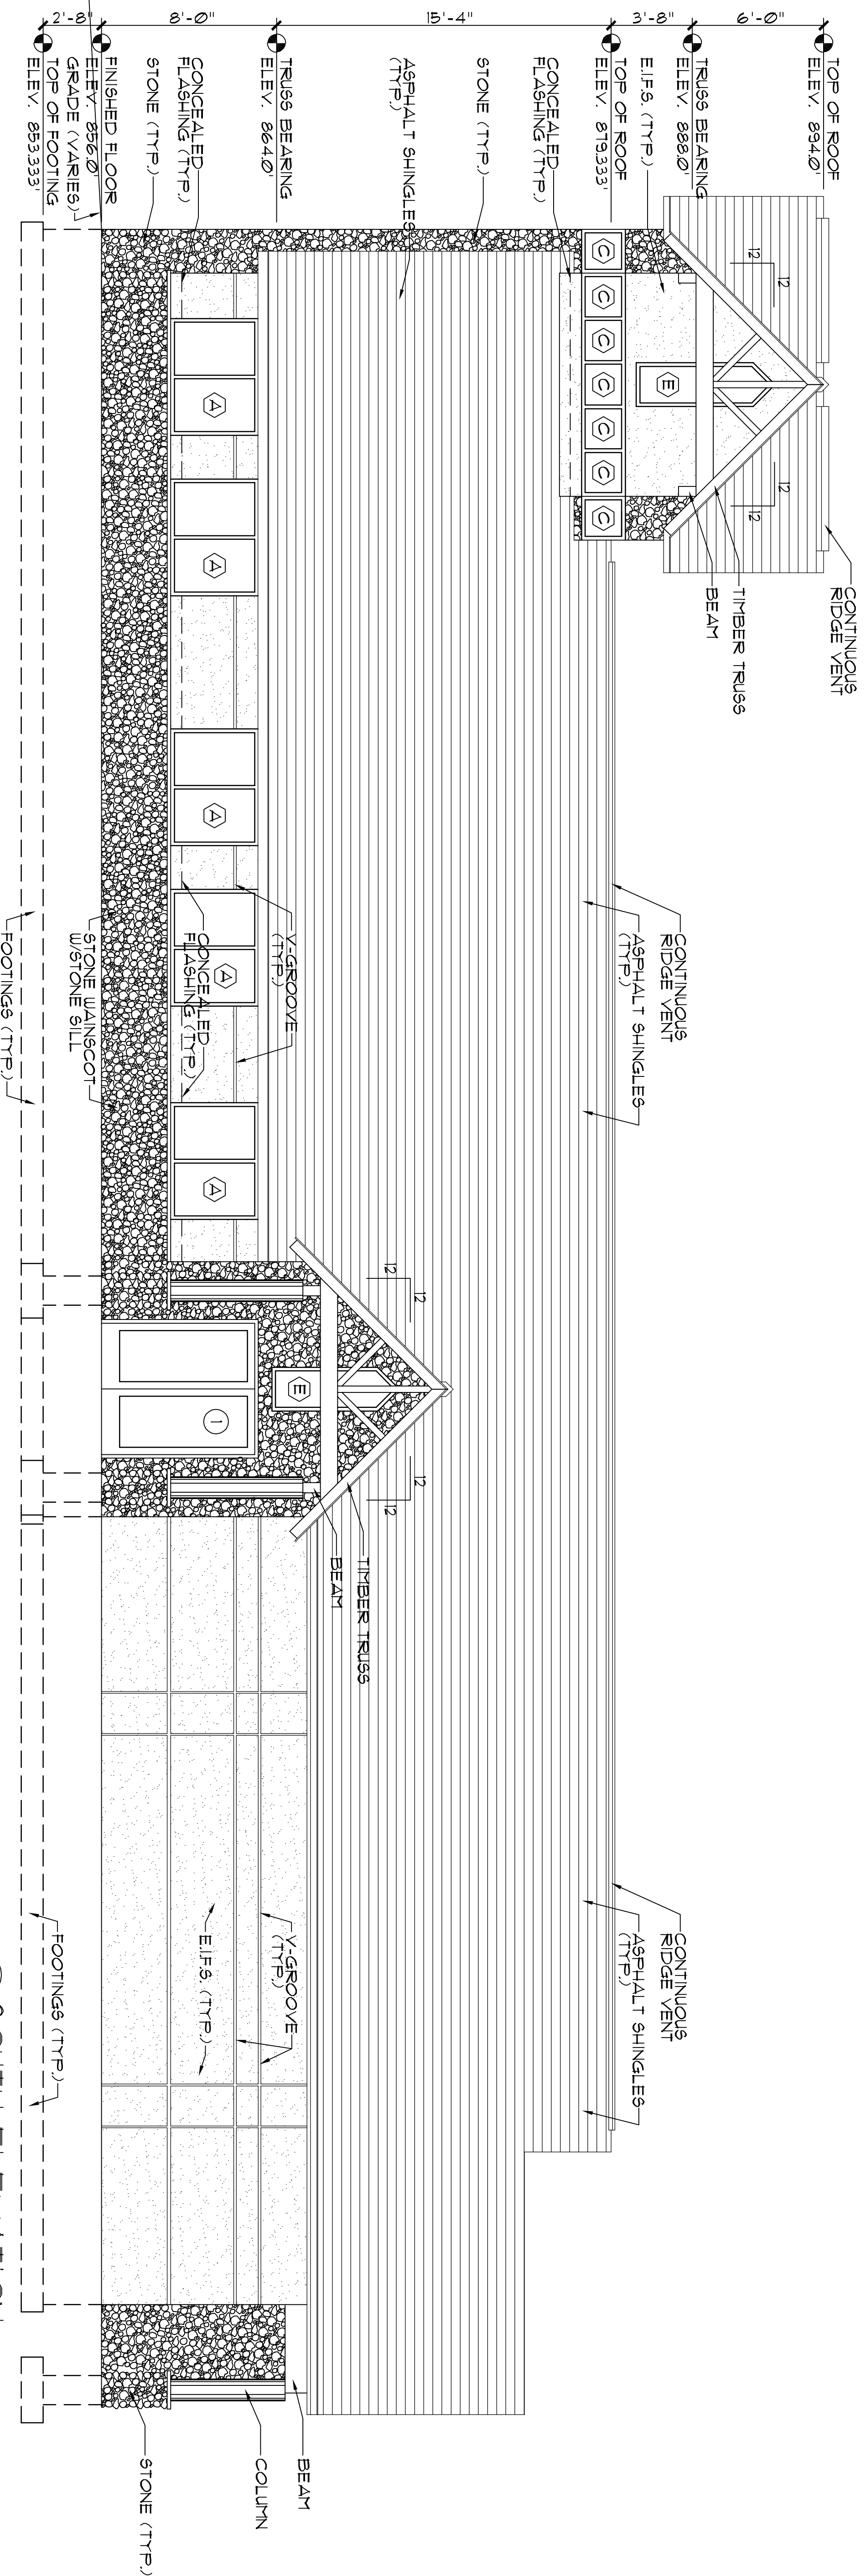 6'-0"
3'-8"
15'-4"
8'-0"
2'-8"
TOP OF ROOF
ELEV. 894.0'
TRUSS BEARING
ELEV. 888.0'
E.I.F.S. (TYP.)
TOP OF ROOF
ELEV. 879.333'
CONCEALED
FLASHING (TYP.)
STONE (TYP.)
ASPHALT SHINGLES
(TYP.)
TRUSS BEARING
ELEV. 864.0'
CONCEALED
FLASHING (TYP.)
STONE (TYP.)
FINISHED FLOOR
ELEV. 856.0'
GRADE (VARIES)
TOP OF FOOTING
ELEV. 853.333'
12
12
12
12
E
C
C
C
C
C
C
C
CONTINUOUS
RIDGE VENT
TIMBER TRUSS
BEAM
CONTINUOUS
RIDGE VENT
ASPHALT SHINGLES
(TYP.)
CONTINUOUS
RIDGE VENT
ASPHALT SHINGLES
(TYP.)
A
A
A
A
A
V-GROOVE
(TYP.)
CONCEALED
FLASHING (TYP.)
STONE WAINSCOT
W/STONE SILL
FOOTINGS (TYP.)
12
12
12
12
E
1
TIMBER TRUSS
BEAM
V-GROOVE
(TYP.)
E.I.F.S. (TYP.)
FOOTINGS (TYP.)
BEAM
COLUMN
STONE (TYP.)